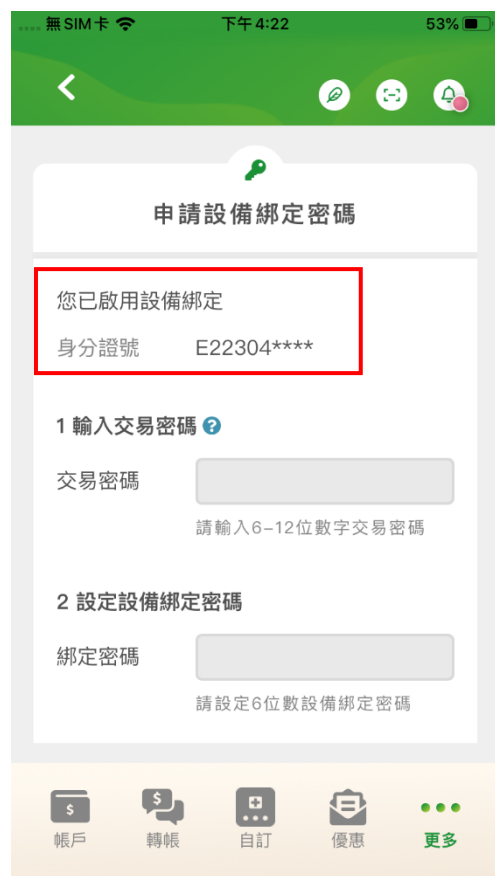 無SIM卡 下午4:22 53%
申請設備綁定密碼
您已啟用設備綁定
身分證號 E22304****
1 輸入交易密碼 ?
交易密碼
請輸入6-12位數字交易密碼
2 設定設備綁定密碼
綁定密碼
請設定6位數設備綁定密碼
帳戶 轉帳 自訂 優惠 更多